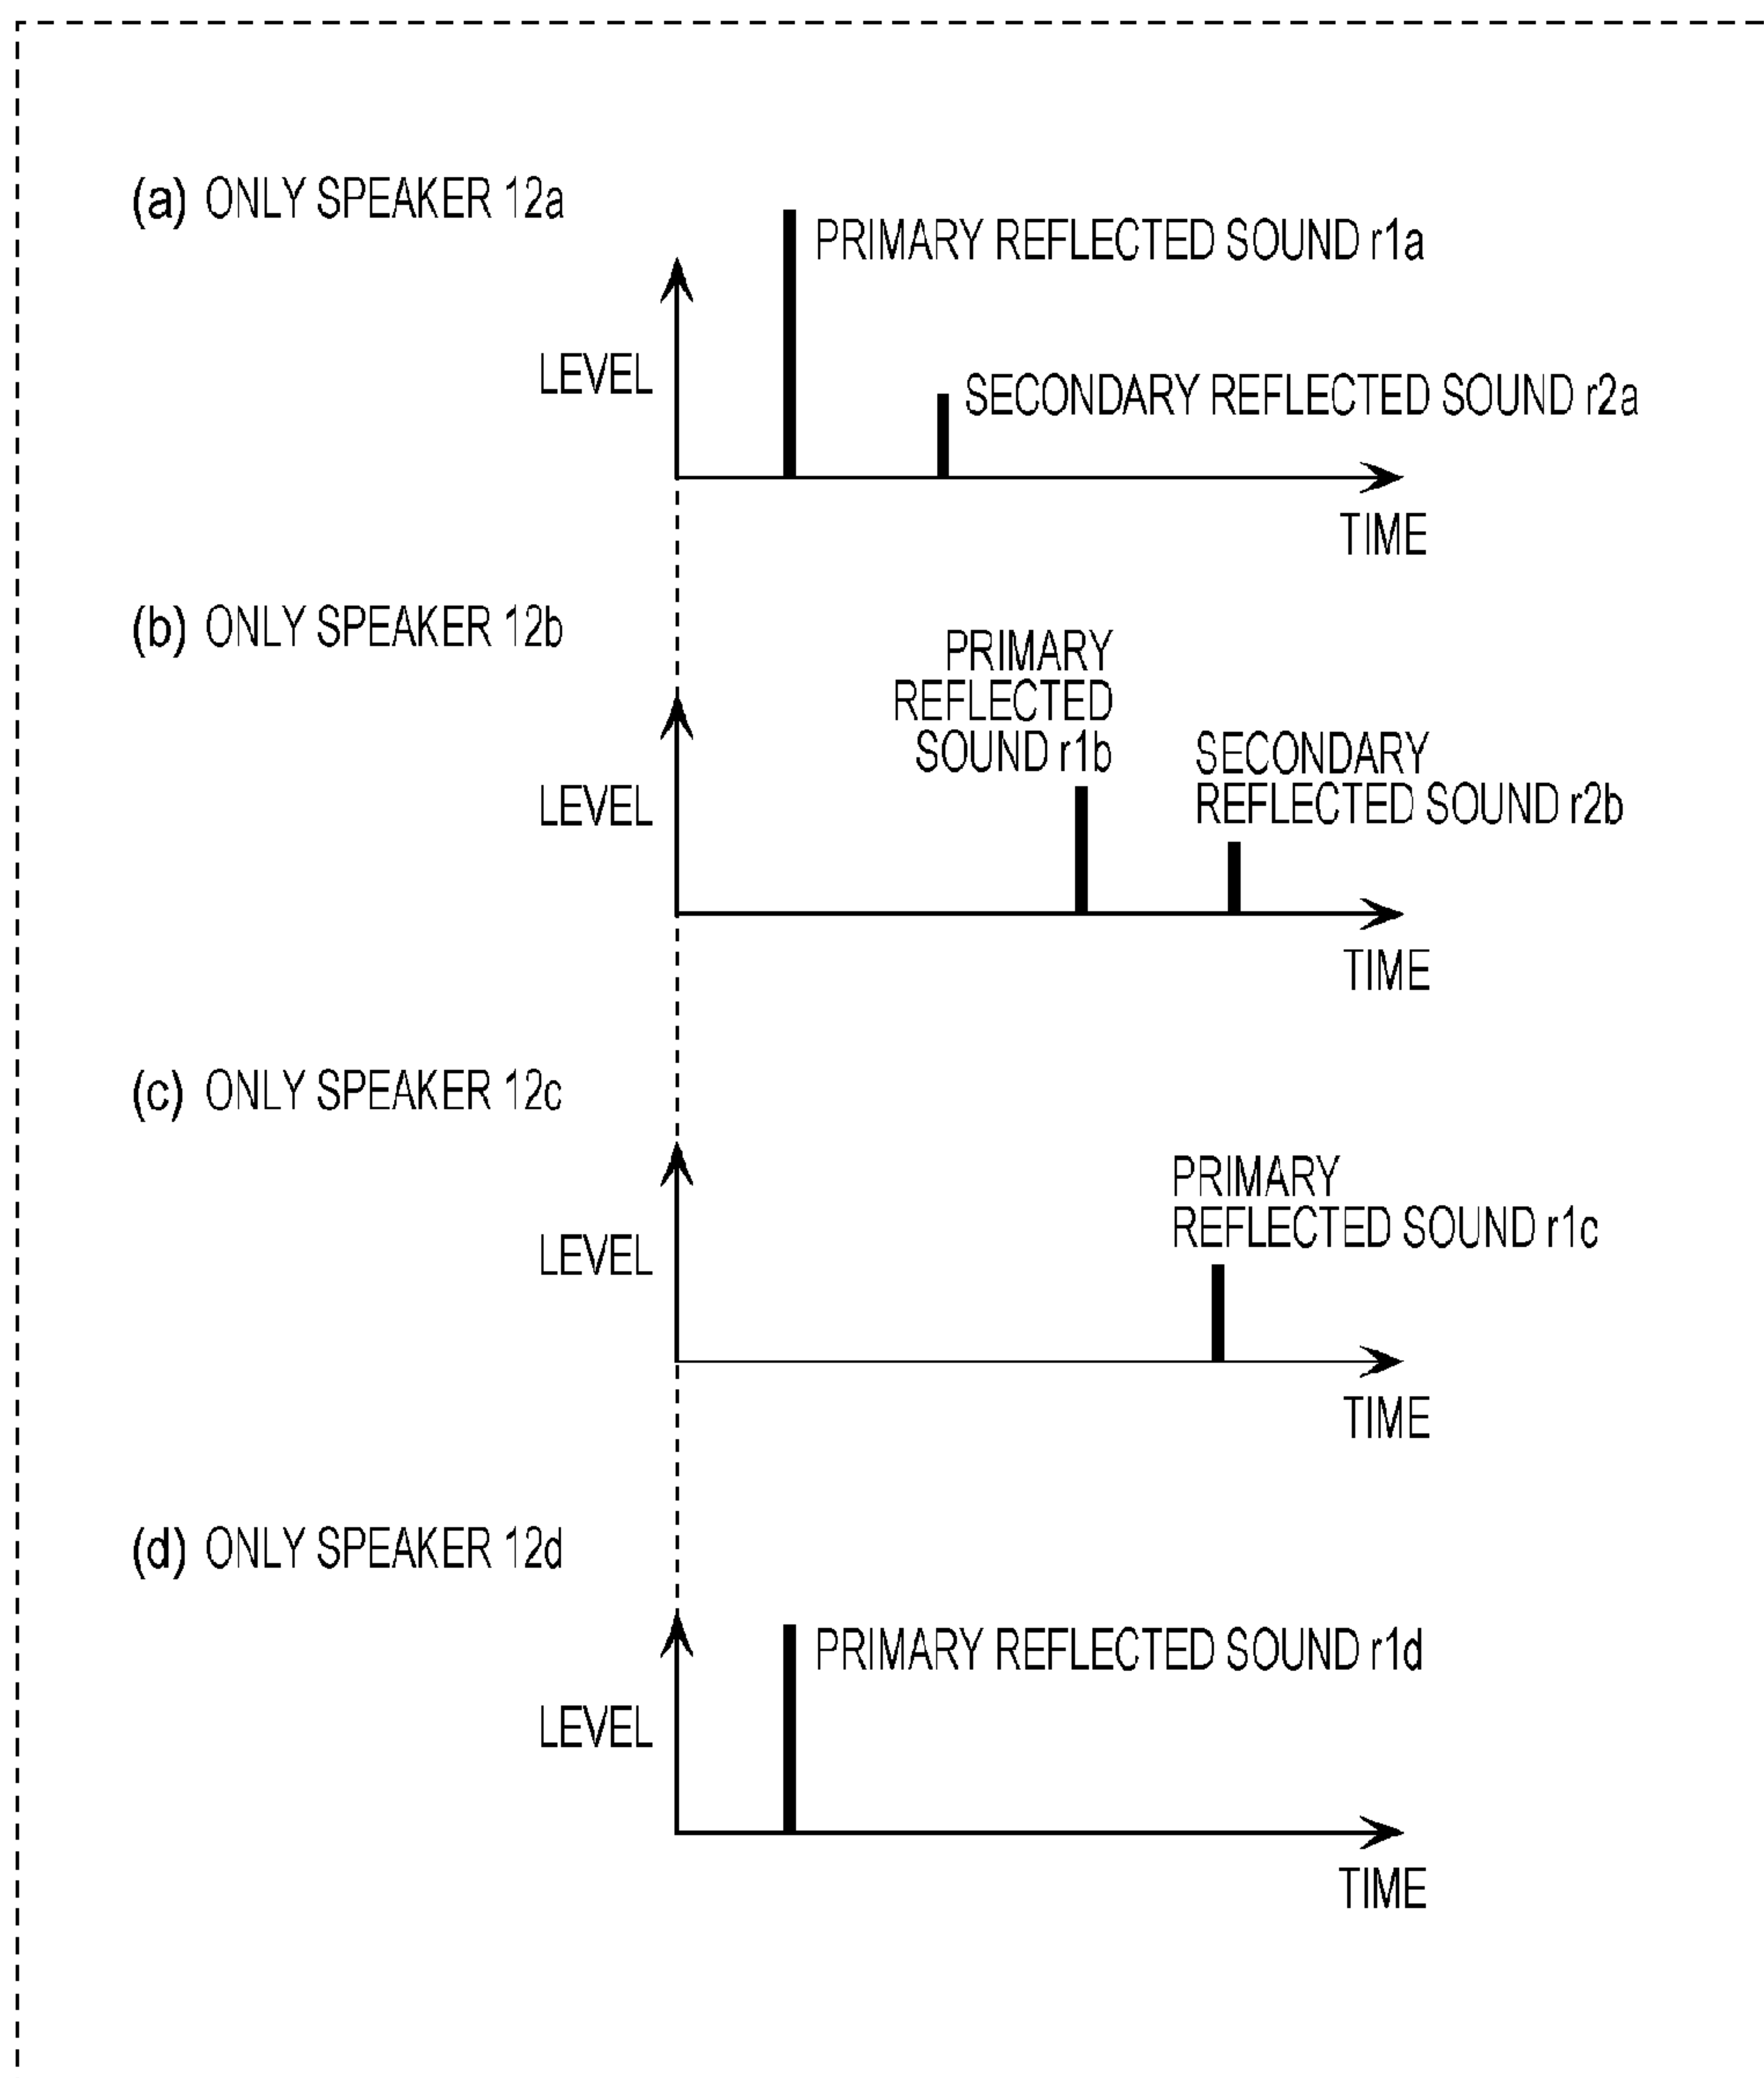 (a) ONLY SPEAKER 12a
PRIMARY REFLECTED SOUND r1a
LEVEL
SECONDARY REFLECTED SOUND r2a
TIME
(b) ONLY SPEAKER 12b
PRIMARY
REFLECTED
SOUND r1b
SECONDARY
REFLECTED SOUND r2b
LEVEL
TIME
(c) ONLY SPEAKER 12c
PRIMARY
REFLECTED SOUND r1c
LEVEL
TIME
(d) ONLY SPEAKER 12d
PRIMARY REFLECTED SOUND r1d
LEVEL
TIME